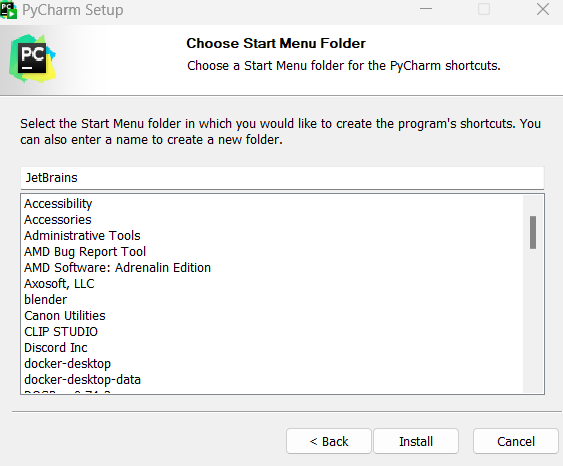 PyCharm Setup
PC
Choose Start Menu Folder
Choose a Start Menu folder for the PyCharm shortcuts.
Select the Start Menu folder in which you would like to create the program's shortcuts. You
can also enter a name to create a new folder.
JetBrains
Accessibility
Accessories
Administrative Tools
AMD Bug Report Tool
AMD Software: Adrenalin Edition
Axosoft, LLC
blender
Canon Utilities
CLIP STUDIO
Discord Inc
docker-desktop
docker-desktop-data
< Back
Install
Cancel